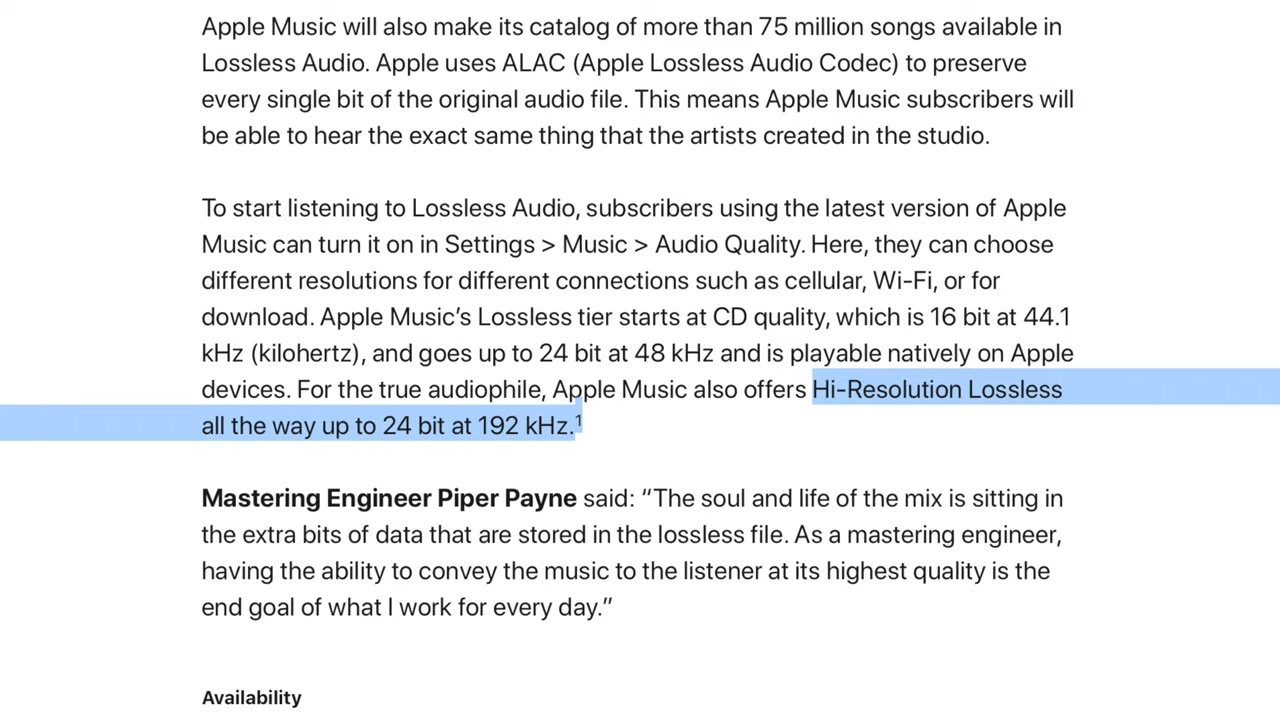 Apple Music will also make its catalog of more than 75 million songs available in
Lossless Audio. Apple uses ALAC (Apple Lossless Audio Codec) to preserve
every single bit of the original audio file. This means Apple Music subscribers will
be able to hear the exact same thing that the artists created in the studio.
To start listening to Lossless Audio, subscribers using the latest version of Apple
Music can turn it on in Settings > Music > Audio Quality. Here, they can choose
different resolutions for different connections such as cellular, Wi-Fi, or for
download. Apple Music’s Lossless tier starts at CD quality, which is 16 bit at 44.1
kHz (kilohertz), and goes up to 24 bit at 48 kHz and is playable natively on Apple
devices. For the true audiophile, Apple Music also offers Hi-Resolution Lossless
all the way up to 24 bit at 192 kHz.¹
Mastering Engineer Piper Payne said: “The soul and life of the mix is sitting in
the extra bits of data that are stored in the lossless file. As a mastering engineer,
having the ability to convey the music to the listener at its highest quality is the
end goal of what I work for every day.”
Availability